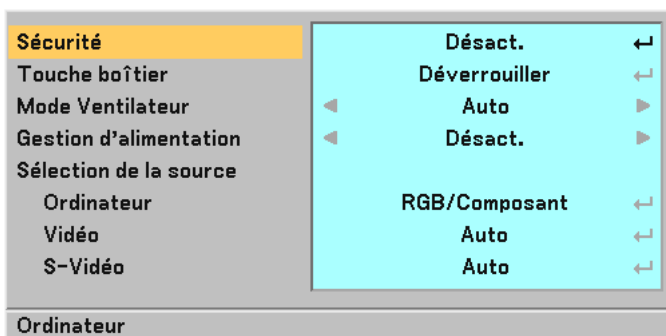 Sécurité Désact.
Touche boîtier Déverrouiller
Mode Ventilateur Auto
Gestion d'alimentation Désact.
Sélection de la source
Ordinateur RGB/Composant
Vidéo Auto
S-Vidéo Auto
Ordinateur